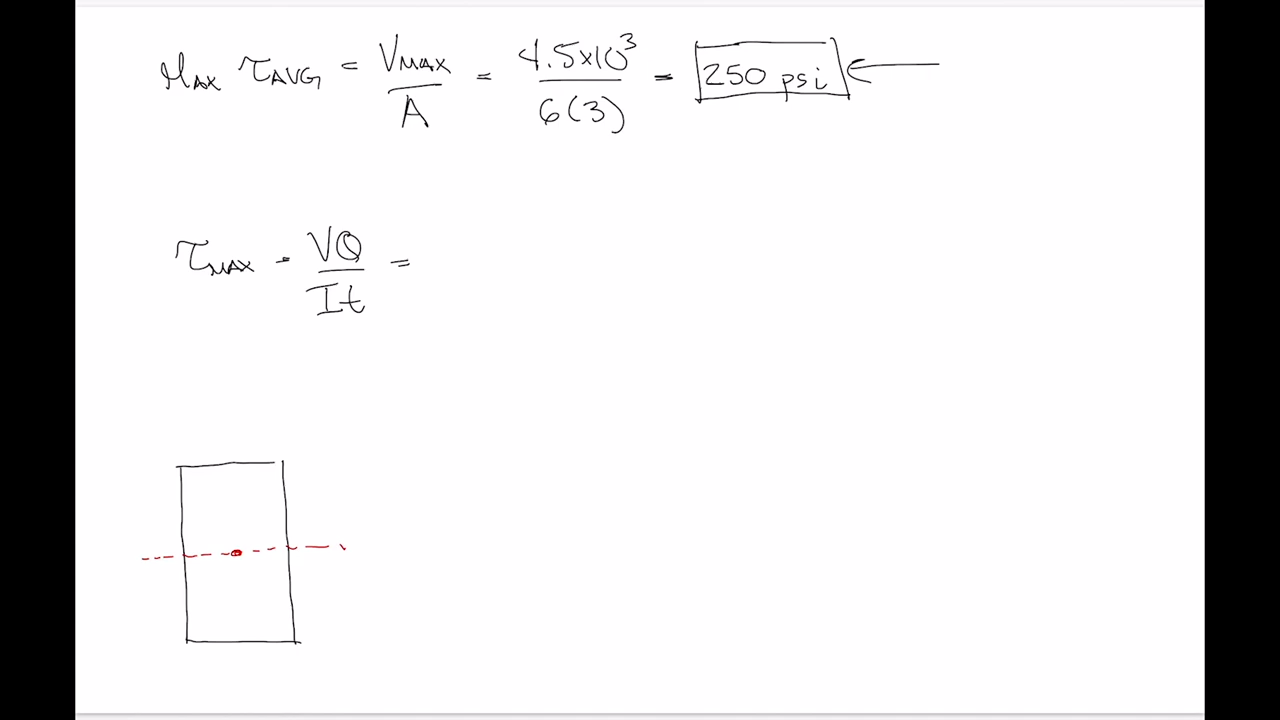 MAX τAVG = VMAX / A = 4.5x10³ / 6(3) = 250 psi
τMAX = VQ / It =